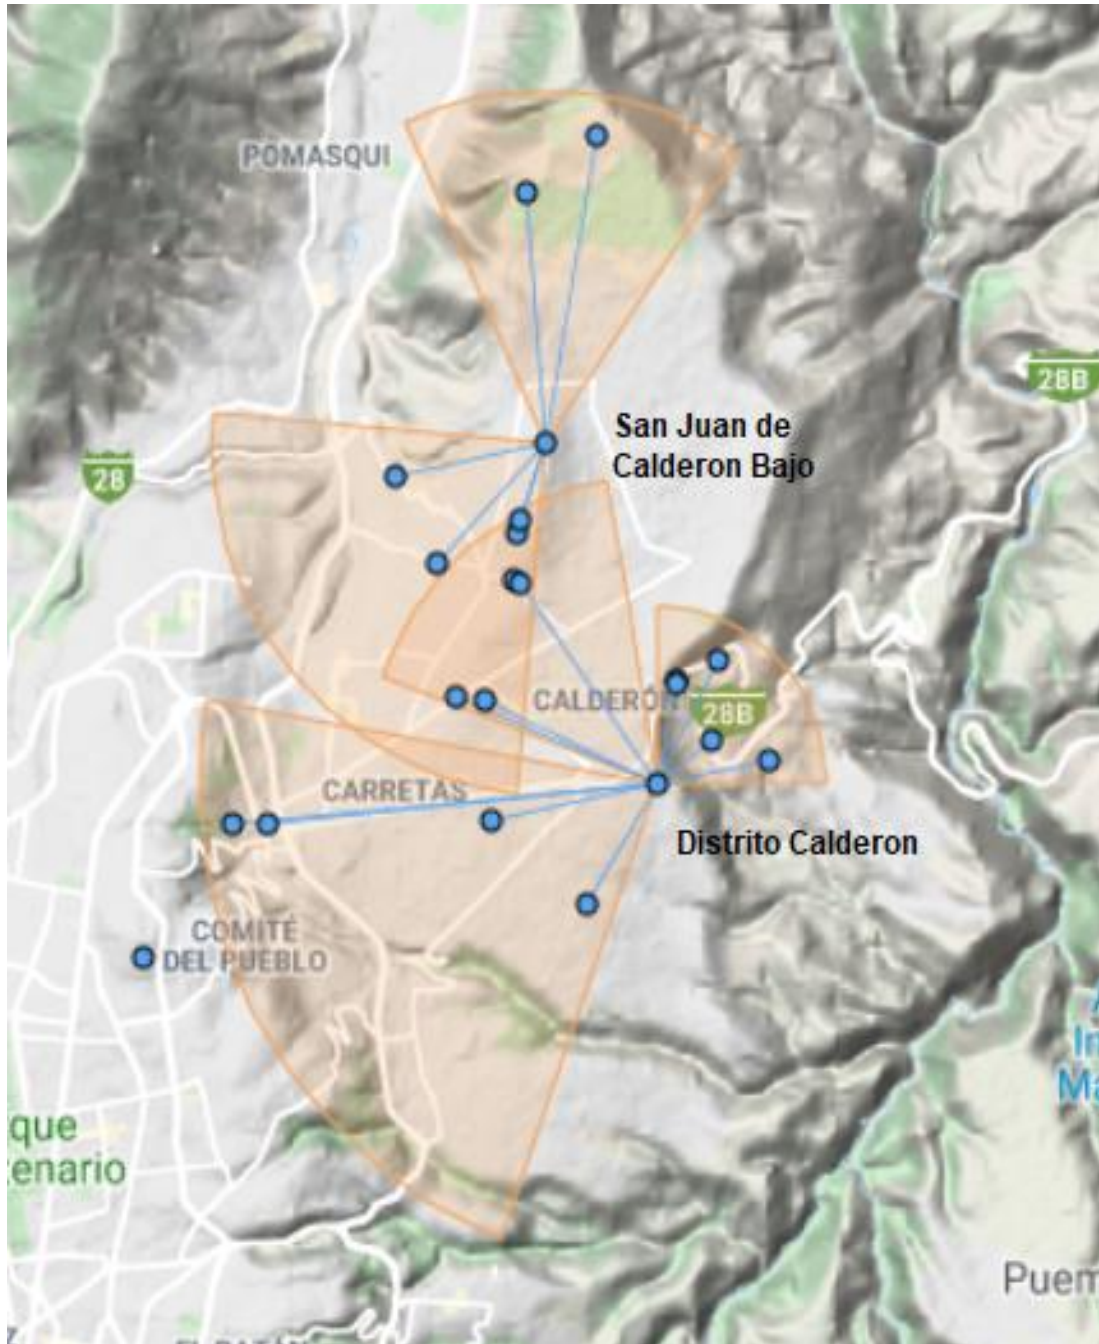 POMASQUI
28B
San Juan de
Calderon Bajo
28
CALDERÓN
28B
CARRETAS
Distrito Calderon
COMITÉ
DEL PUEBLO
que
enario
Puem